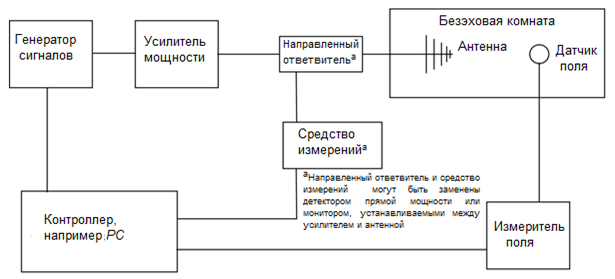 Безэховая комната
Генератор
сигналов
Усилитель
мощности
Направленный
ответвительª
Антенна
Датчик
поля
Средство
измеренийª
ªНаправленный ответвитель и средство
измерений могут быть заменены
детектором прямой мощности или
монитором, устанавливаемыми между
усилителем и антенной
Контроллер,
например.PC
Измеритель
поля